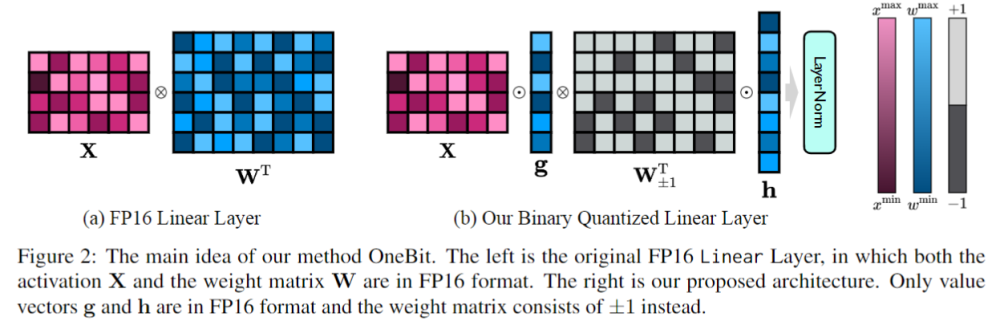 x^max w^max +1
X
⊗
W^T
X
⊙
g
⊗
W^T_±1
⊙
h
LayerNorm
x^min w^min −1
(a) FP16 Linear Layer
(b) Our Binary Quantized Linear Layer
Figure 2: The main idea of our method OneBit. The left is the original FP16 Linear Layer, in which both the
activation X and the weight matrix W are in FP16 format. The right is our proposed architecture. Only value
vectors g and h are in FP16 format and the weight matrix consists of ±1 instead.